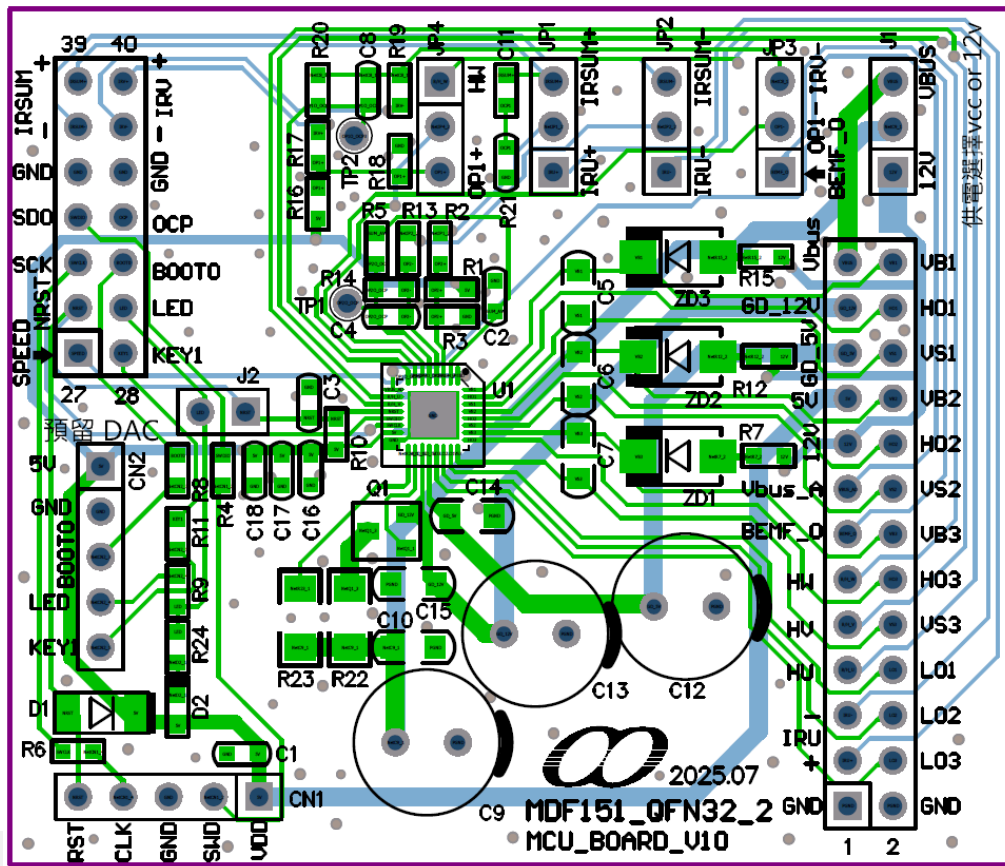 39 40
R20 C8 R19 JP4 C11 JP1 JP2 JP3 J1
IRSUM + -
+ IRV -
GND
GND
SDO
OCP
SCK
BOOTO
NRST
LED
SPEED
KEY1
27 28
R17
R16
TP2
R18
HW
OP1+
R21
IRSUM+
IRU+
IRSUM-
IRU-
IRV-
OP1-
BEMF_O
VBUS
12V
供電選擇vcc or 12v
R5 R13 R2
R14
R1
TP1
C4
R3
C2
C5
ZD3
R15
C6
ZD2
R12
C7
ZD1
R7
U1
J2
C3
R10
預留 DAC
CN2
5V
GND
BOOTO
LED
KEY1
R8
R4
C18
C17
C16
R11
R9
R24
D2
D1
R6
C1
CN1
RST
CLK
GND
SWD
VDD
Q1
C14
C15
C10
R23
R22
C9
C13
C12
Vbus
VB1
GD_12V
HO1
GD_5V
VS1
5V
VB2
12V
HO2
Vbus_A
VS2
BEMF_O
VB3
HW
HO3
HV
VS3
HU
LO1
- IRU +
LO2
LO3
GND
GND
1 2
2025.07
MDF151_QFN32_2
MCU_BOARD_V10